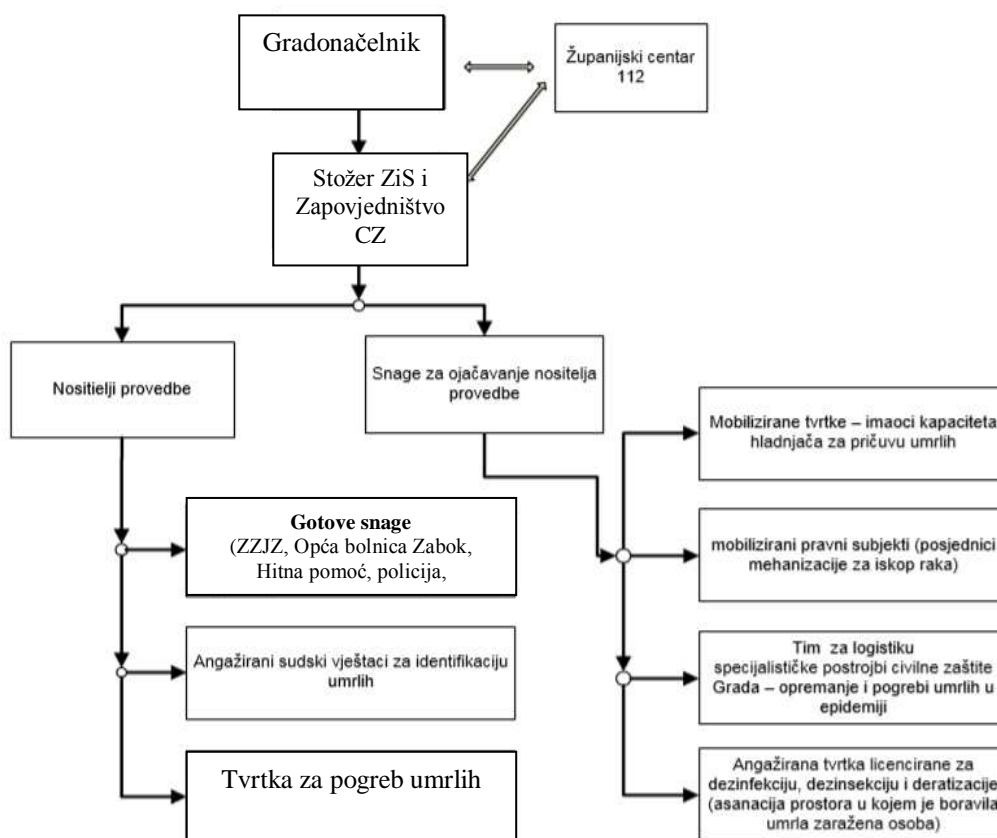 Gradonačelnik
Županijski centar
112
Stožer ZiS i
Zapovjedništvo
CZ
Nositielji provedbe
Snage za ojačavanje nositelja
provedbe
Mobilizirane tvrtke – imaoci kapaciteta
hladnjača za pričuvu umrlih
Gotove snage
(ZZJZ, Opća bolnica Zabok,
Hitna pomoć, policija,
mobilizirani pravni subjekti (posjednici
mehanizacije za iskop raka)
Angažirani sudski vještaci za identifikaciju
umrlih
Tim za logistiku
specijalističke postrojbi civilne zaštite
Grada – opremanje i pogrebi umrlih u
epidemiji
Tvrtka za pogreb umrlih
Angažirana tvrtka licencirane za
dezinfekciju, dezinsekciju i deratizacije
(asanacija prostora u kojem je boravila
umrla zaražena osoba)